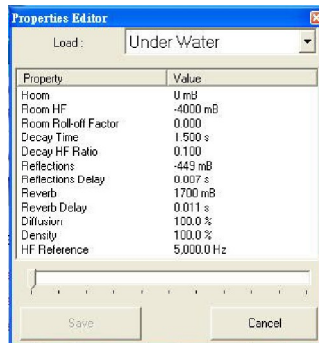 Properties Editor
Load :
Under Water
Property Value
Room 0 mB
Room HF -4000 mB
Room Roll-off Factor 0.000
Decay Time 1.500 s
Decay HF Ratio 0.100
Reflections -449 mB
Reflections Delay 0.007 s
Reverb 1700 mB
Reverb Delay 0.011 s
Diffusion 100.0 %
Density 100.0 %
HF Reference 5,000.0 Hz
Save Cancel